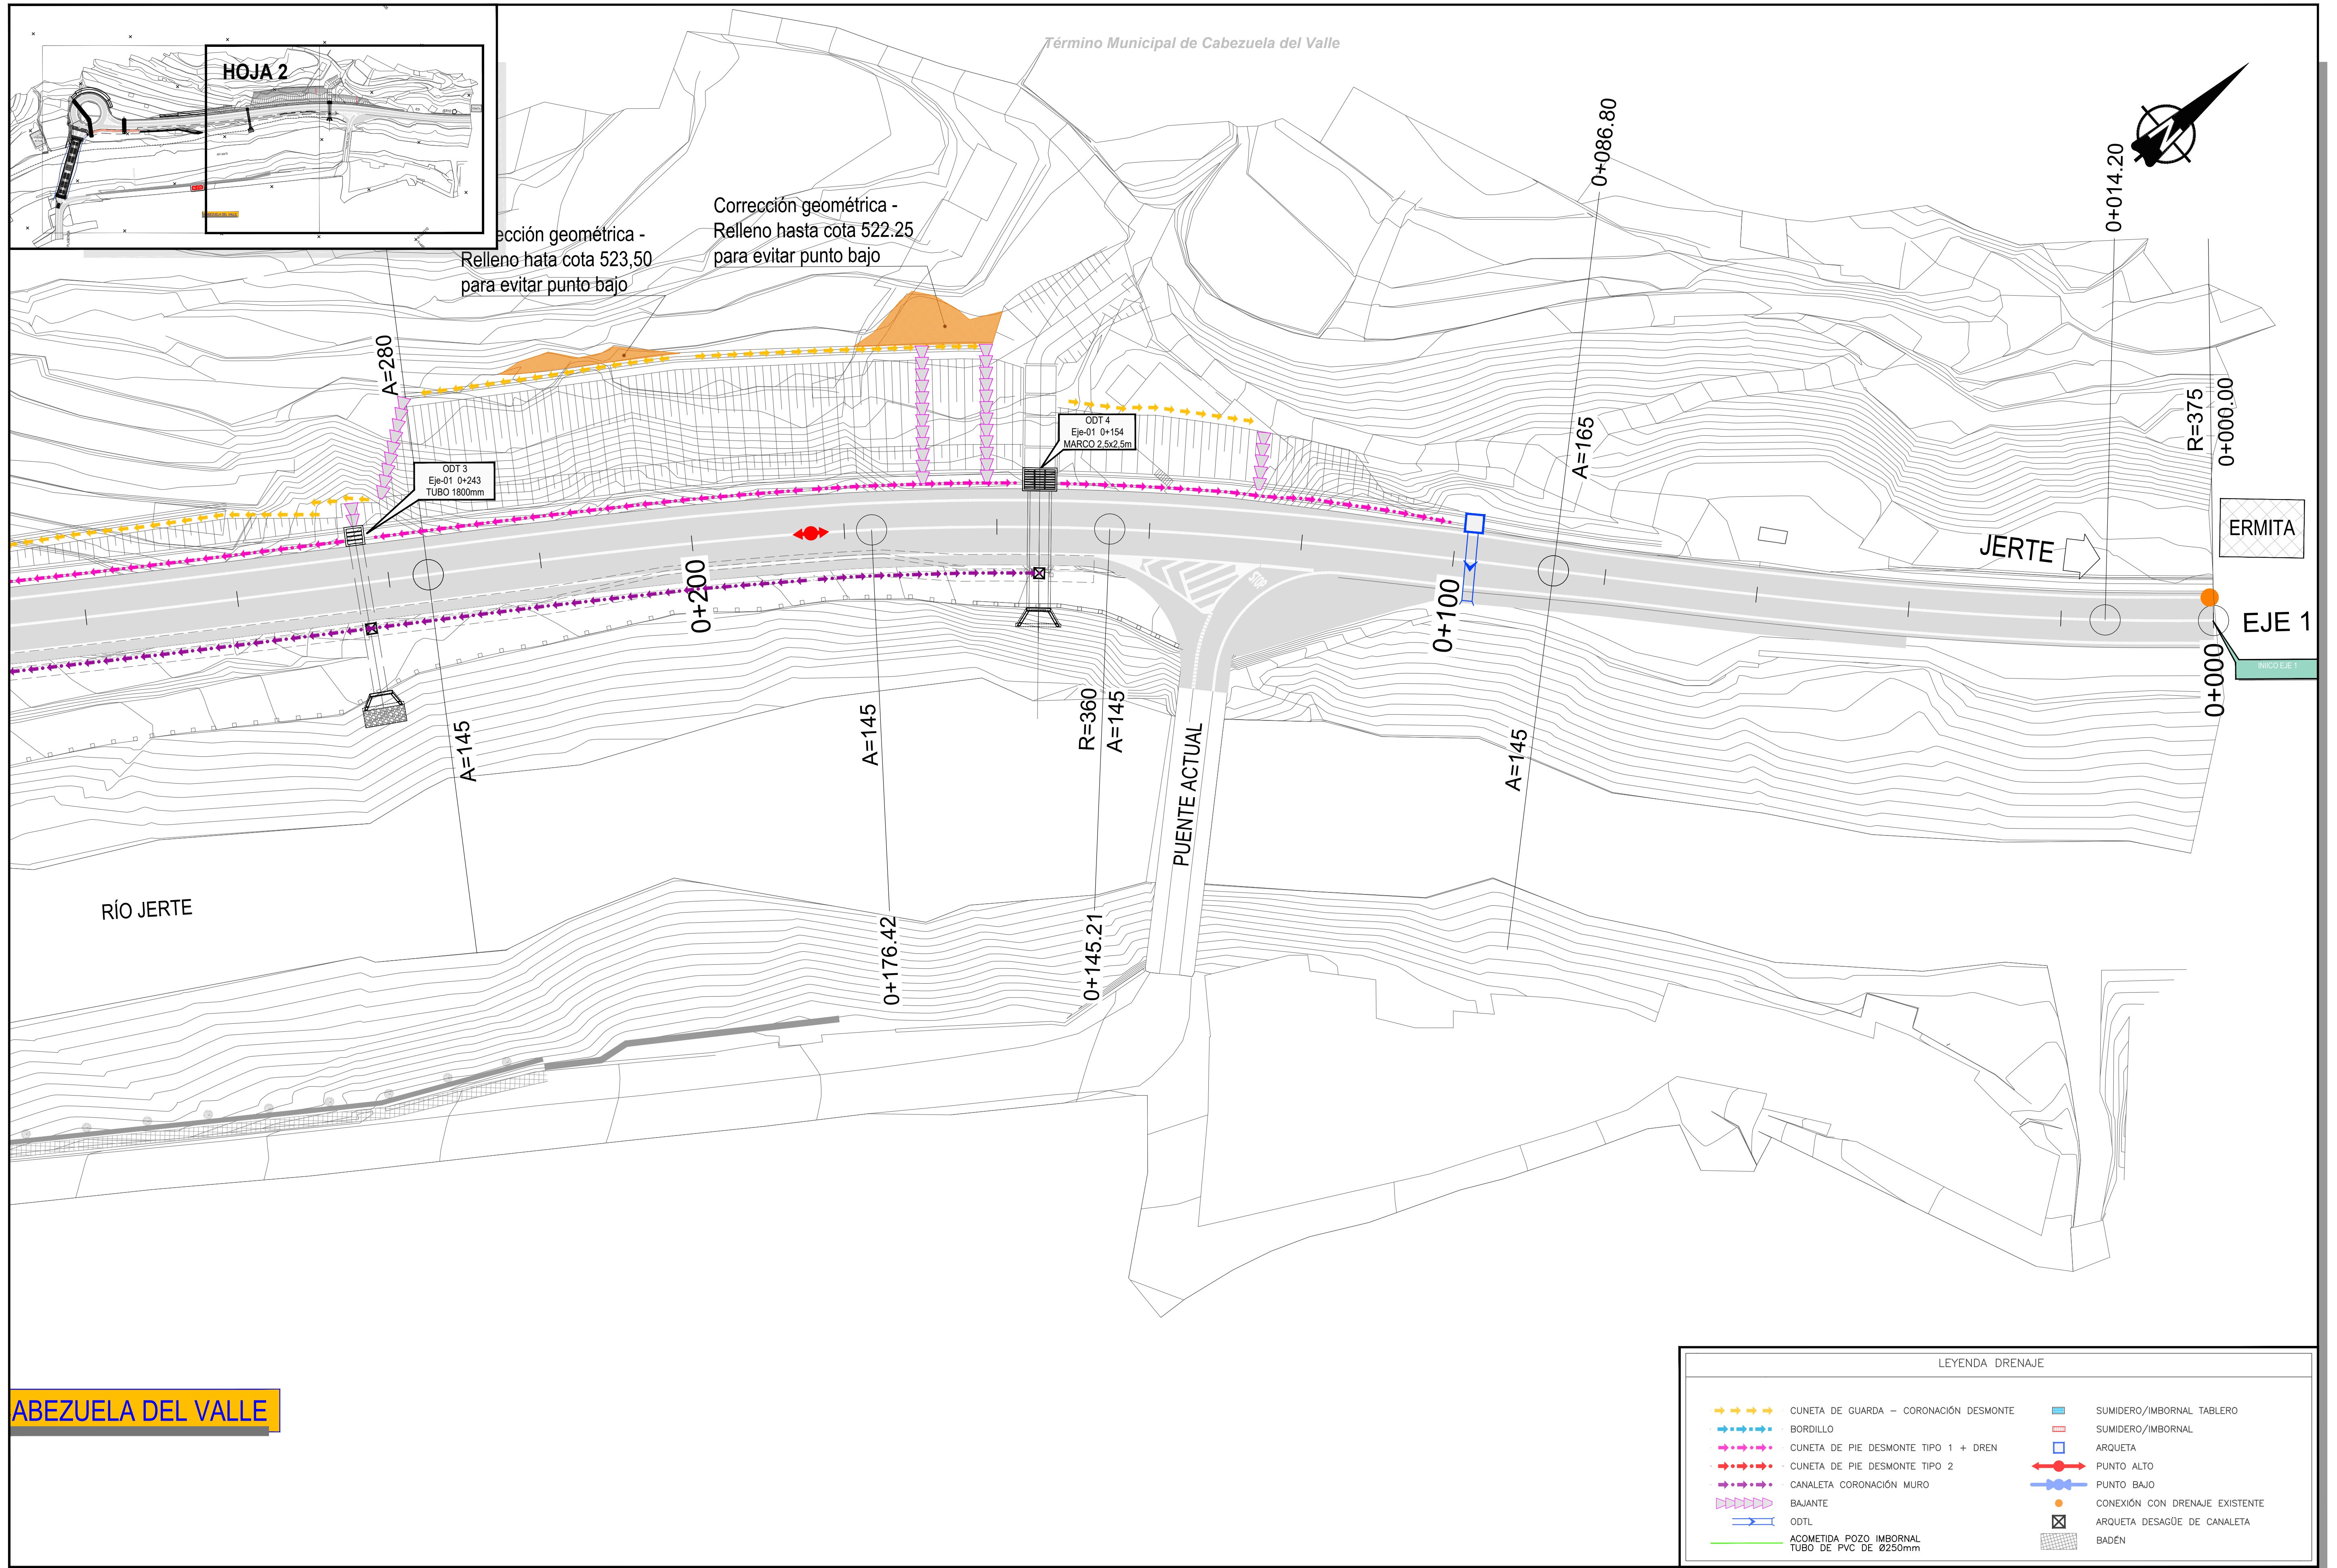 Término Municipal de Cabezuela del Valle
HOJA 2
ección geométrica -
Relleno hata cota 523,50
para evitar punto bajo
Corrección geométrica -
Relleno hasta cota 522.25
para evitar punto bajo
0+086.80
0+014.20
A=280
ODT 3
Eje-01 0+243
TUBO 1800mm
ODT 4
Eje-01 0+154
MARCO 2,5x2,5m
A=165
R=375
0+000.00
ERMITA
JERTE
EJE 1
INIICO EJE 1
0+000
STOP
0+100
0+200
A=145
A=145
R=360
A=145
A=145
PUENTE ACTUAL
RÍO JERTE
0+176.42
0+145.21
ABEZUELA DEL VALLE
LEYENDA DRENAJE
CUNETA DE GUARDA – CORONACIÓN DESMONTE
BORDILLO
CUNETA DE PIE DESMONTE TIPO 1 + DREN
CUNETA DE PIE DESMONTE TIPO 2
CANALETA CORONACIÓN MURO
BAJANTE
ODTL
ACOMETIDA POZO IMBORNAL
TUBO DE PVC DE Ø250mm
SUMIDERO/IMBORNAL TABLERO
SUMIDERO/IMBORNAL
ARQUETA
PUNTO ALTO
PUNTO BAJO
CONEXIÓN CON DRENAJE EXISTENTE
ARQUETA DESAGÜE DE CANALETA
BADÉN